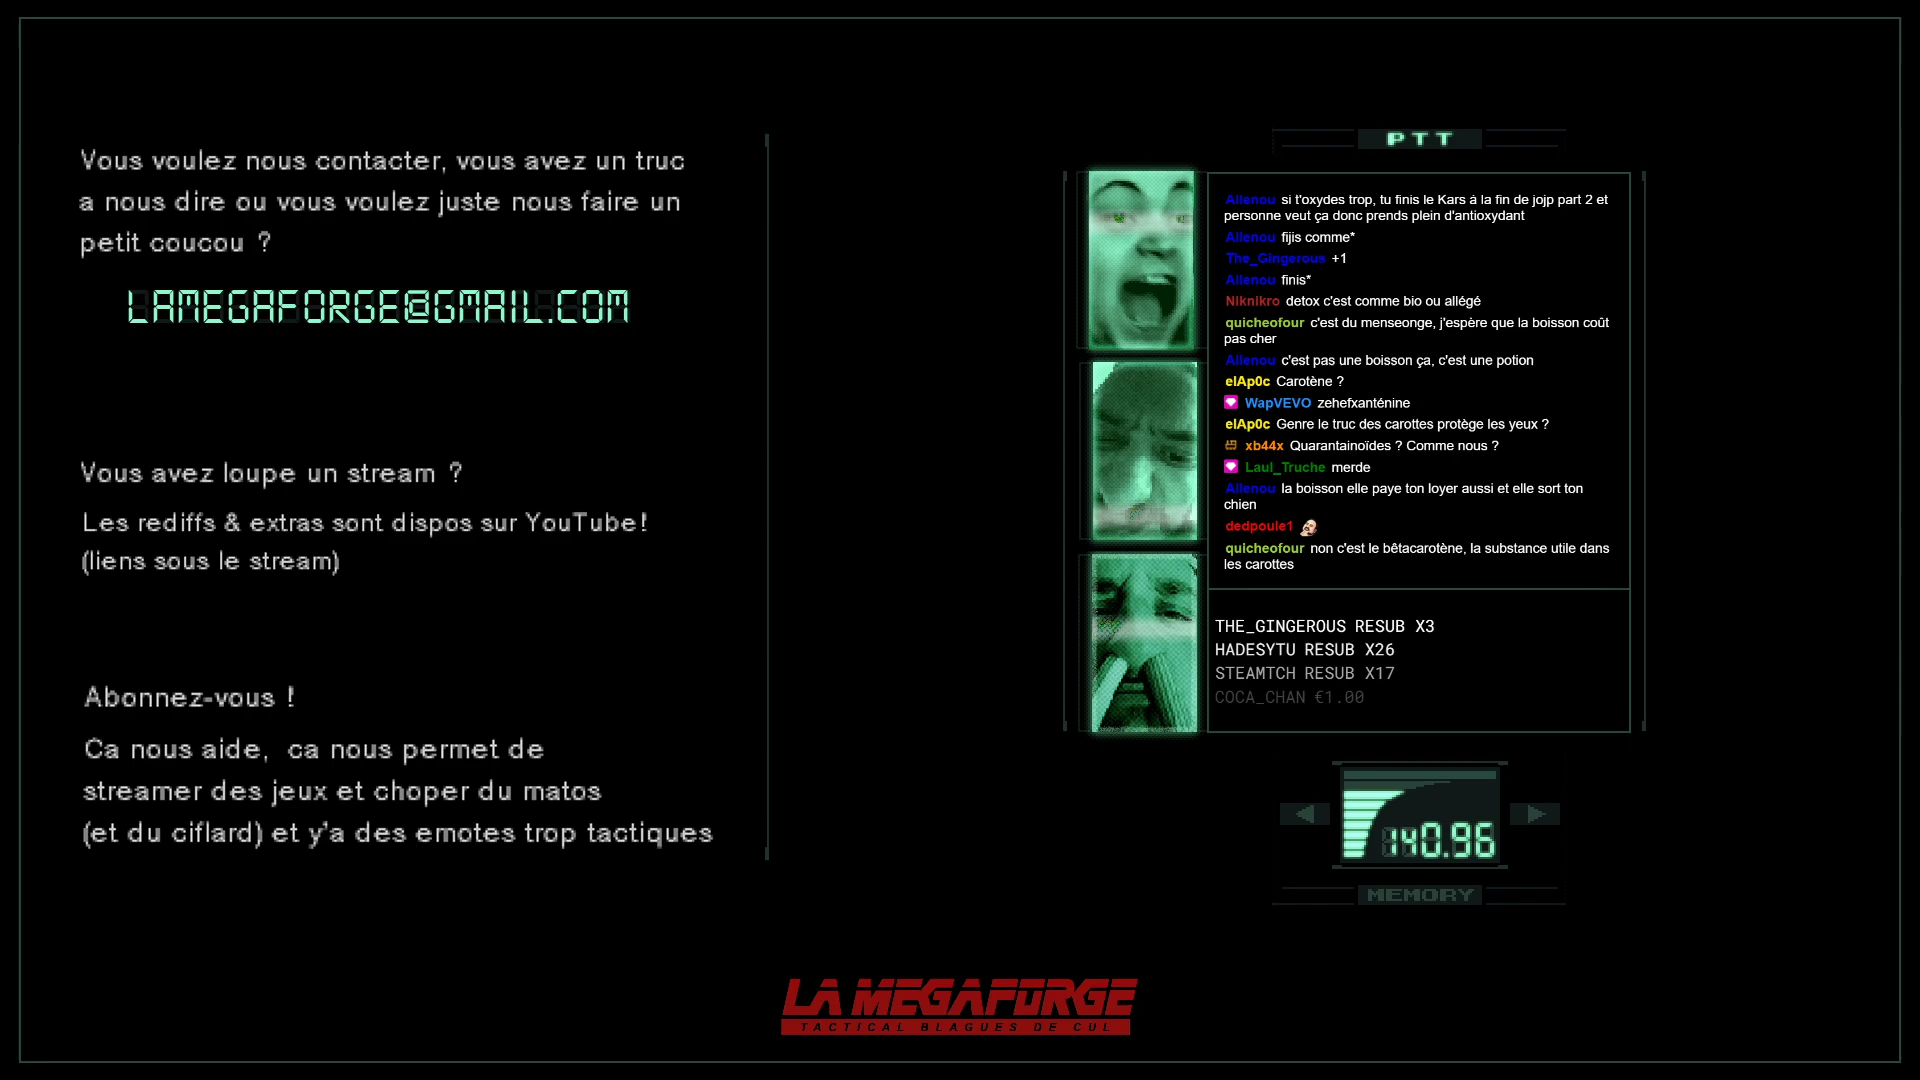 Vous voulez nous contacter, vous avez un truc
a nous dire ou vous voulez juste nous faire un
petit coucou ?
LAMEGAFORGE@GMAIL.COM
Vous avez loupe un stream ?
Les rediffs & extras sont dispos sur YouTube!
(liens sous le stream)
Abonnez-vous !
Ca nous aide, ca nous permet de
streamer des jeux et choper du matos
(et du ciflard) et y'a des emotes trop tactiques
PTT
Allenou si t'oxydes trop, tu finis le Kars à la fin de jojp part 2 et
personne veut ça donc prends plein d'antioxydant
Allenou fijis comme*
The_Gingerous +1
Allenou finis*
Niknikro detox c'est comme bio ou allégé
quicheofour c'est du menseonge, j'espère que la boisson coût
pas cher
Allenou c'est pas une boisson ça, c'est une potion
elAp0c Carotène ?
WapVEVO zehefxanténine
elAp0c Genre le truc des carottes protège les yeux ?
xb44x Quarantainoïdes ? Comme nous ?
Laul_Truche merde
Allenou la boisson elle paye ton loyer aussi et elle sort ton
chien
dedpoule1
quicheofour non c'est le bêtacarotène, la substance utile dans
les carottes
THE_GINGEROUS RESUB X3
HADESYTU RESUB X26
STEAMTCH RESUB X17
COCA_CHAN €1.00
140.96
MEMORY
LA MEGAFORGE
TACTICAL BLAGUES DE CUL